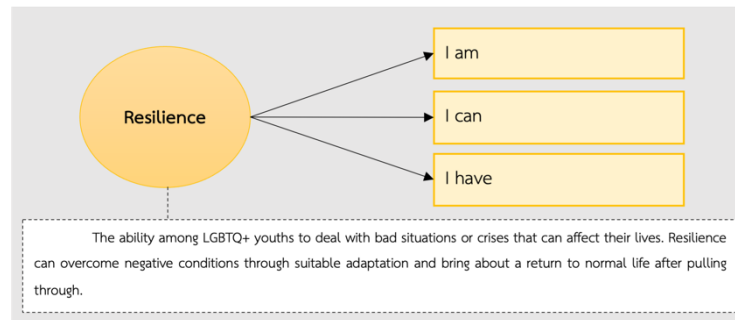 I am
Resilience
I can
I have
The ability among LGBTQ+ youths to deal with bad situations or crises that can affect their lives. Resilience
can overcome negative conditions through suitable adaptation and bring about a return to normal life after pulling
through.